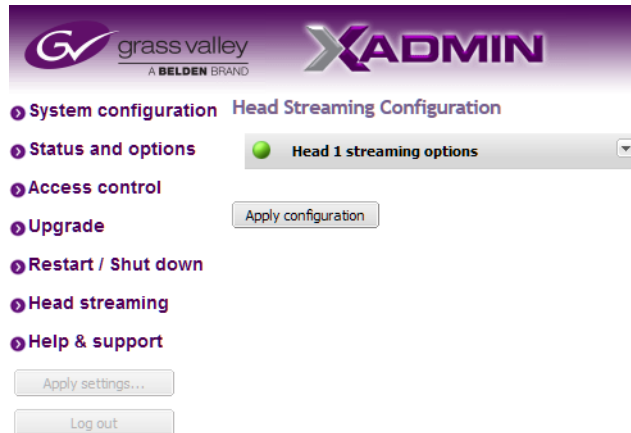 GV
grass valley
A BELDEN BRAND
XADMIN
System configuration
Status and options
Access control
Upgrade
Restart / Shut down
Head streaming
Help & support
Apply settings...
Log out
Head Streaming Configuration
Head 1 streaming options
Apply configuration